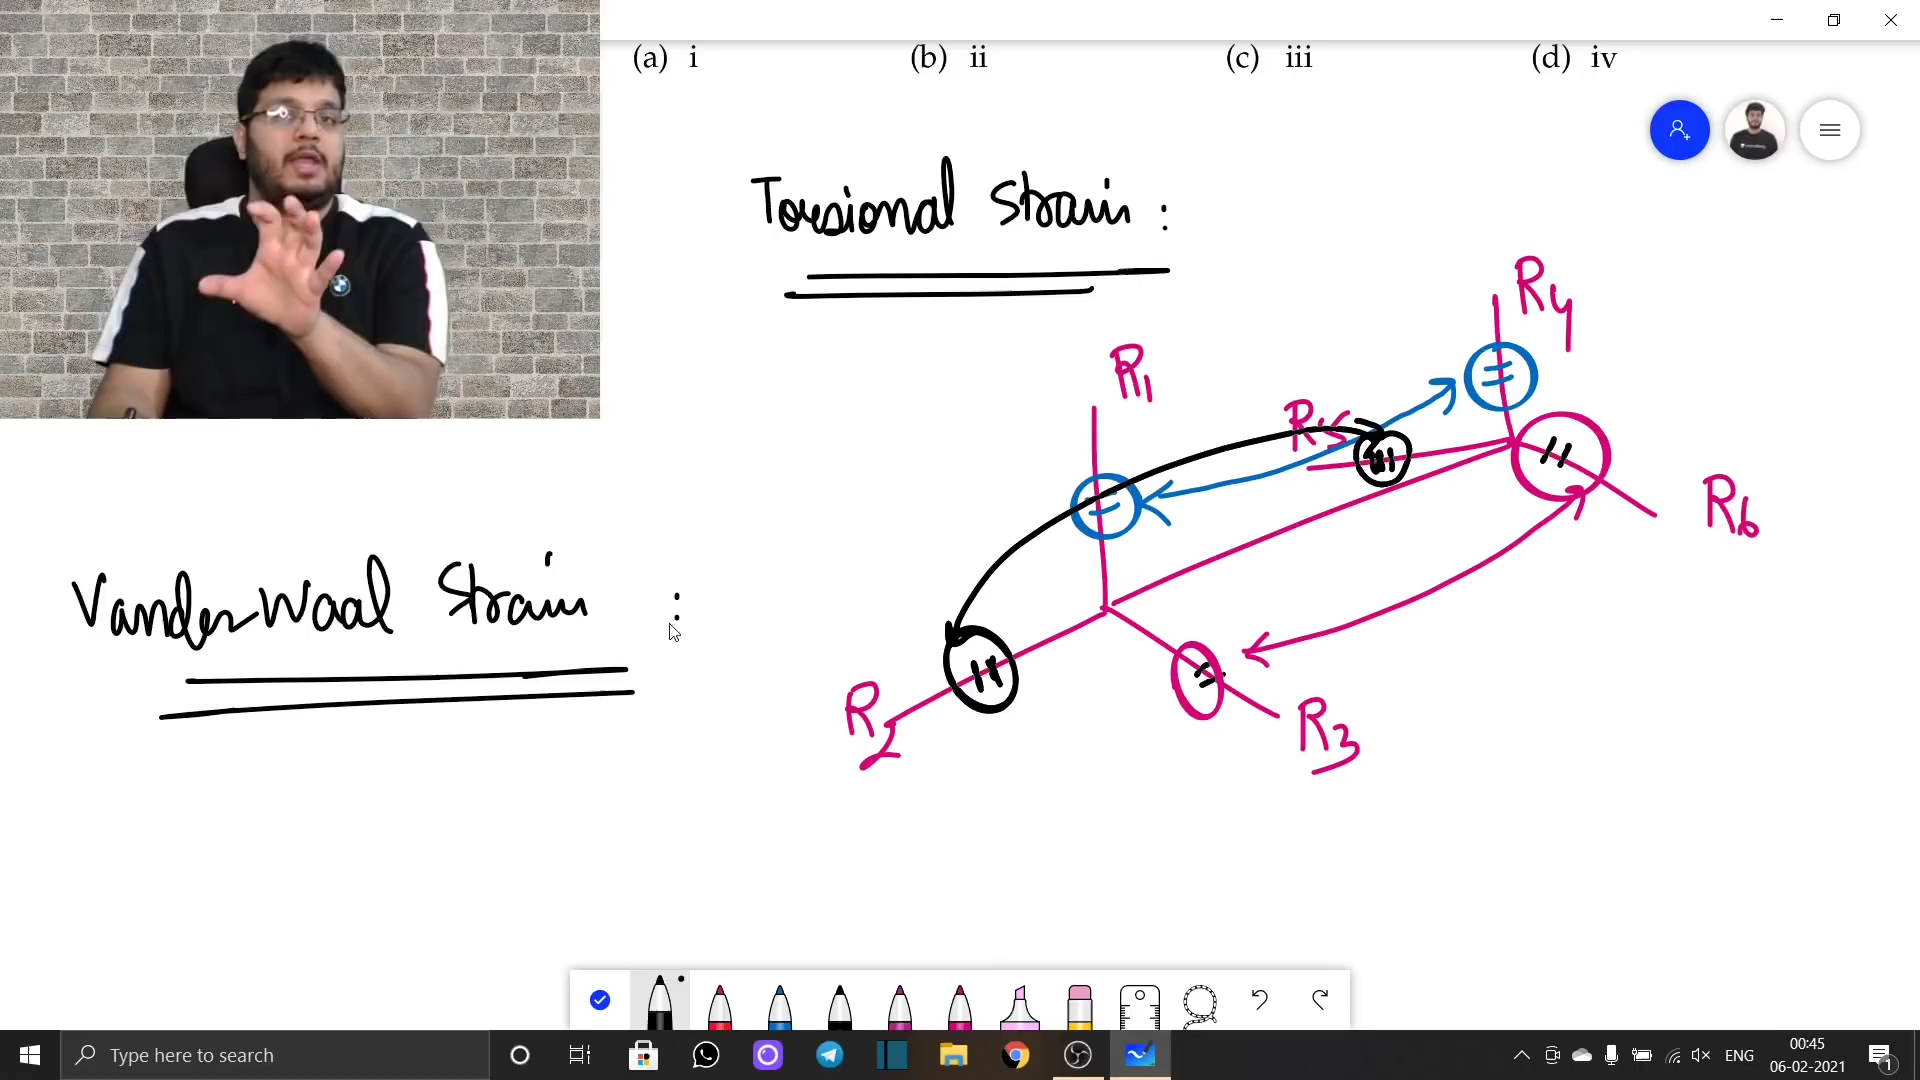 (a) i (b) ii (c) iii (d) iv
Torsional Strain :
R4
R1
R5
R6
Vander Waal Strain :
R2
R3
Type here to search
ENG
00:45
06-02-2021
1